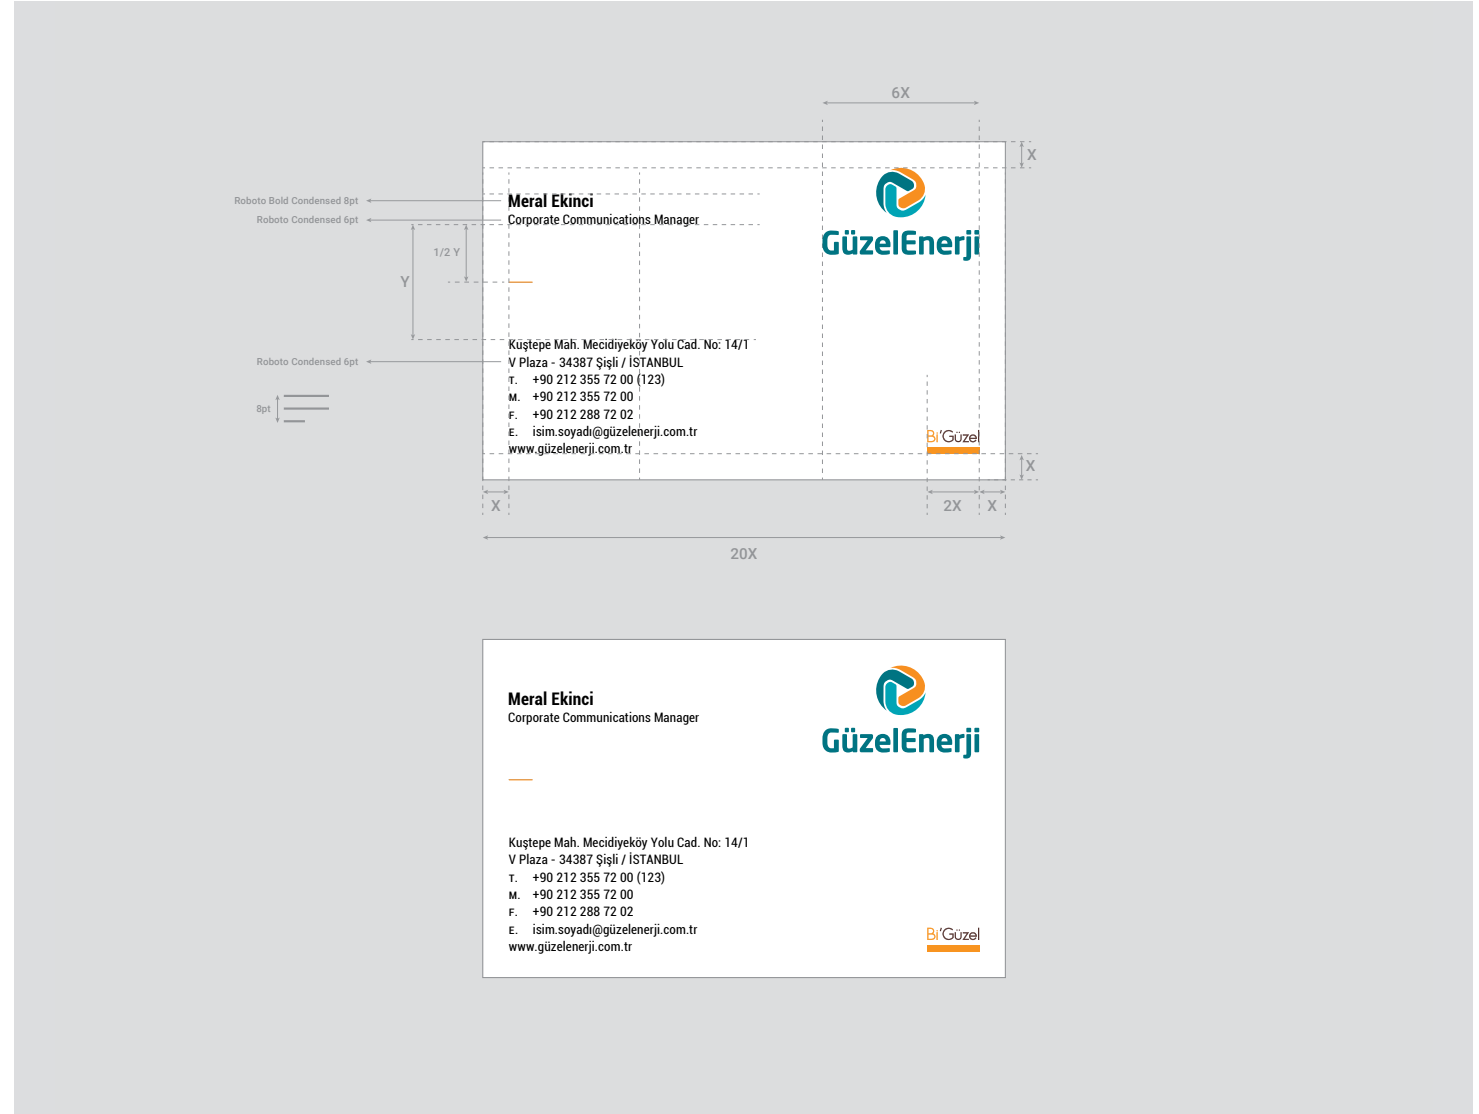 6X
X
Roboto Bold Condensed 8pt
Meral Ekinci
Roboto Condensed 6pt
Corporate Communications Manager
GüzelEnerji
1/2 Y
Y
Kuştepe Mah. Mecidiyeköy Yolu Cad. No: 14/1
Roboto Condensed 6pt
V Plaza - 34387 Şişli / İSTANBUL
T. +90 212 355 72 00 (123)
M. +90 212 355 72 00
8pt
F. +90 212 288 72 02
E. isim.soyadı@güzelenerji.com.tr
www.güzelenerji.com.tr
Bi'Güzel
X
X
2X
X
20X
Meral Ekinci
Corporate Communications Manager
GüzelEnerji
Kuştepe Mah. Mecidiyeköy Yolu Cad. No: 14/1
V Plaza - 34387 Şişli / İSTANBUL
T. +90 212 355 72 00 (123)
M. +90 212 355 72 00
F. +90 212 288 72 02
E. isim.soyadı@güzelenerji.com.tr
www.güzelenerji.com.tr
Bi'Güzel